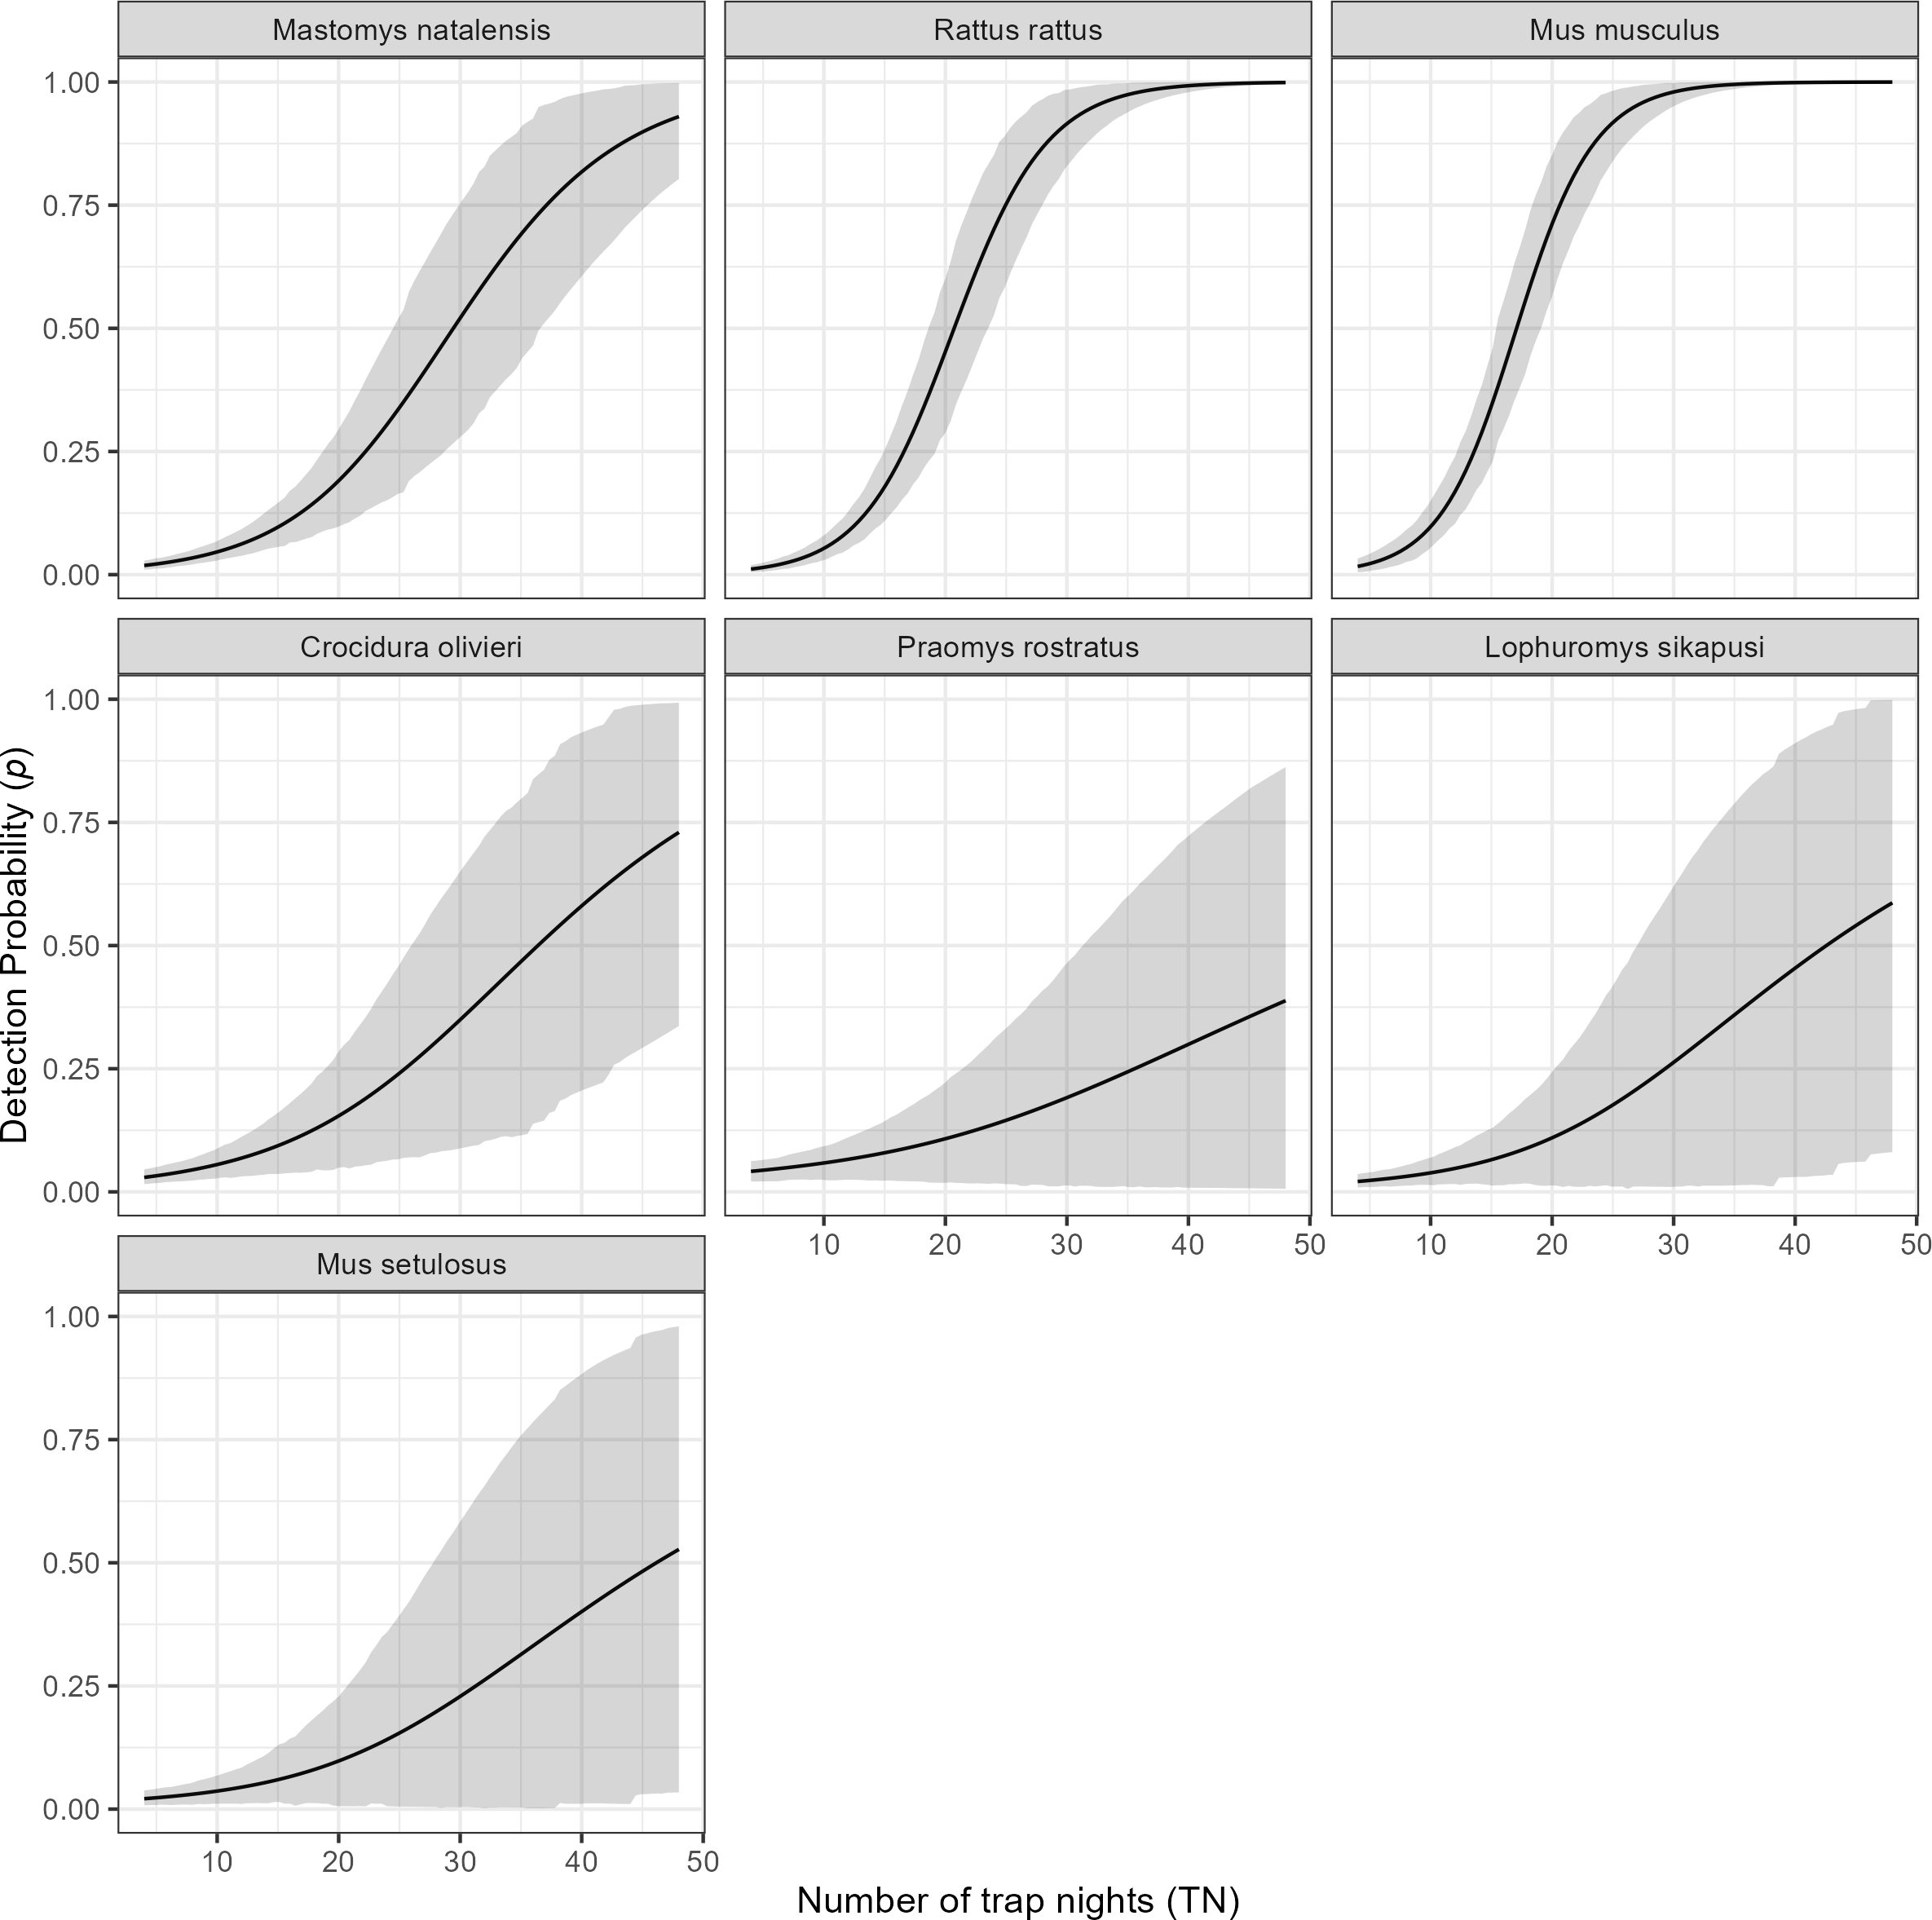 Mastomys natalensis
Rattus rattus
Mus musculus
1.00
0.75
0.50
0.25
0.00
Crocidura olivieri
Praomys rostratus
Lophuromys sikapusi
1.00
0.75
0.50
0.25
0.00
10 20 30 40 50
10 20 30 40 50
Mus setulosus
1.00
0.75
0.50
0.25
0.00
10 20 30 40 50
Detection Probability (p)
Number of trap nights (TN)